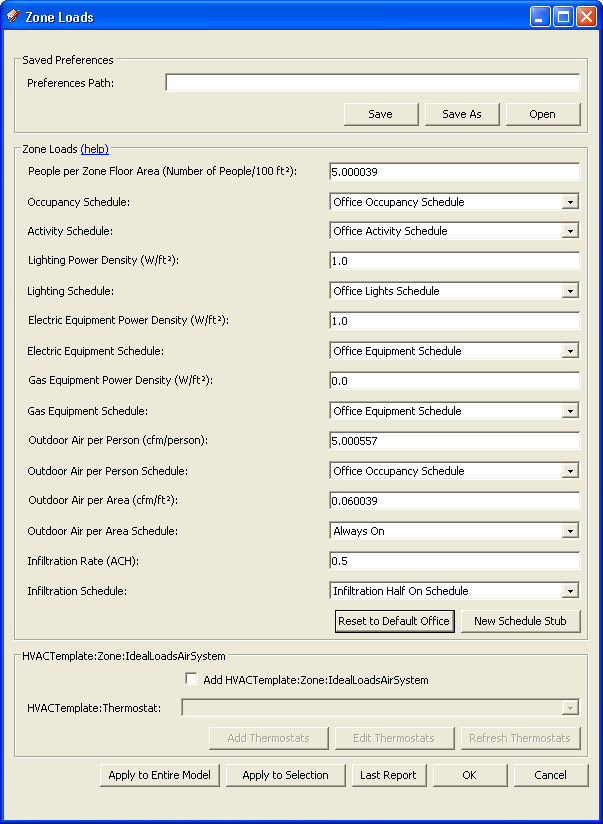 Zone Loads
Saved Preferences
Preferences Path:
Save Save As Open
Zone Loads (help)
People per Zone Floor Area (Number of People/100 ft²): 5.000039
Occupancy Schedule: Office Occupancy Schedule
Activity Schedule: Office Activity Schedule
Lighting Power Density (W/ft²): 1.0
Lighting Schedule: Office Lights Schedule
Electric Equipment Power Density (W/ft²): 1.0
Electric Equipment Schedule: Office Equipment Schedule
Gas Equipment Power Density (W/ft²): 0.0
Gas Equipment Schedule: Office Equipment Schedule
Outdoor Air per Person (cfm/person): 5.000557
Outdoor Air per Person Schedule: Office Occupancy Schedule
Outdoor Air per Area (cfm/ft²): 0.060039
Outdoor Air per Area Schedule: Always On
Infiltration Rate (ACH): 0.5
Infiltration Schedule: Infiltration Half On Schedule
Reset to Default Office New Schedule Stub
HVACTemplate:Zone:IdealLoadsAirSystem
Add HVACTemplate:Zone:IdealLoadsAirSystem
HVACTemplate:Thermostat:
Add Thermostats Edit Thermostats Refresh Thermostats
Apply to Entire Model Apply to Selection Last Report OK Cancel